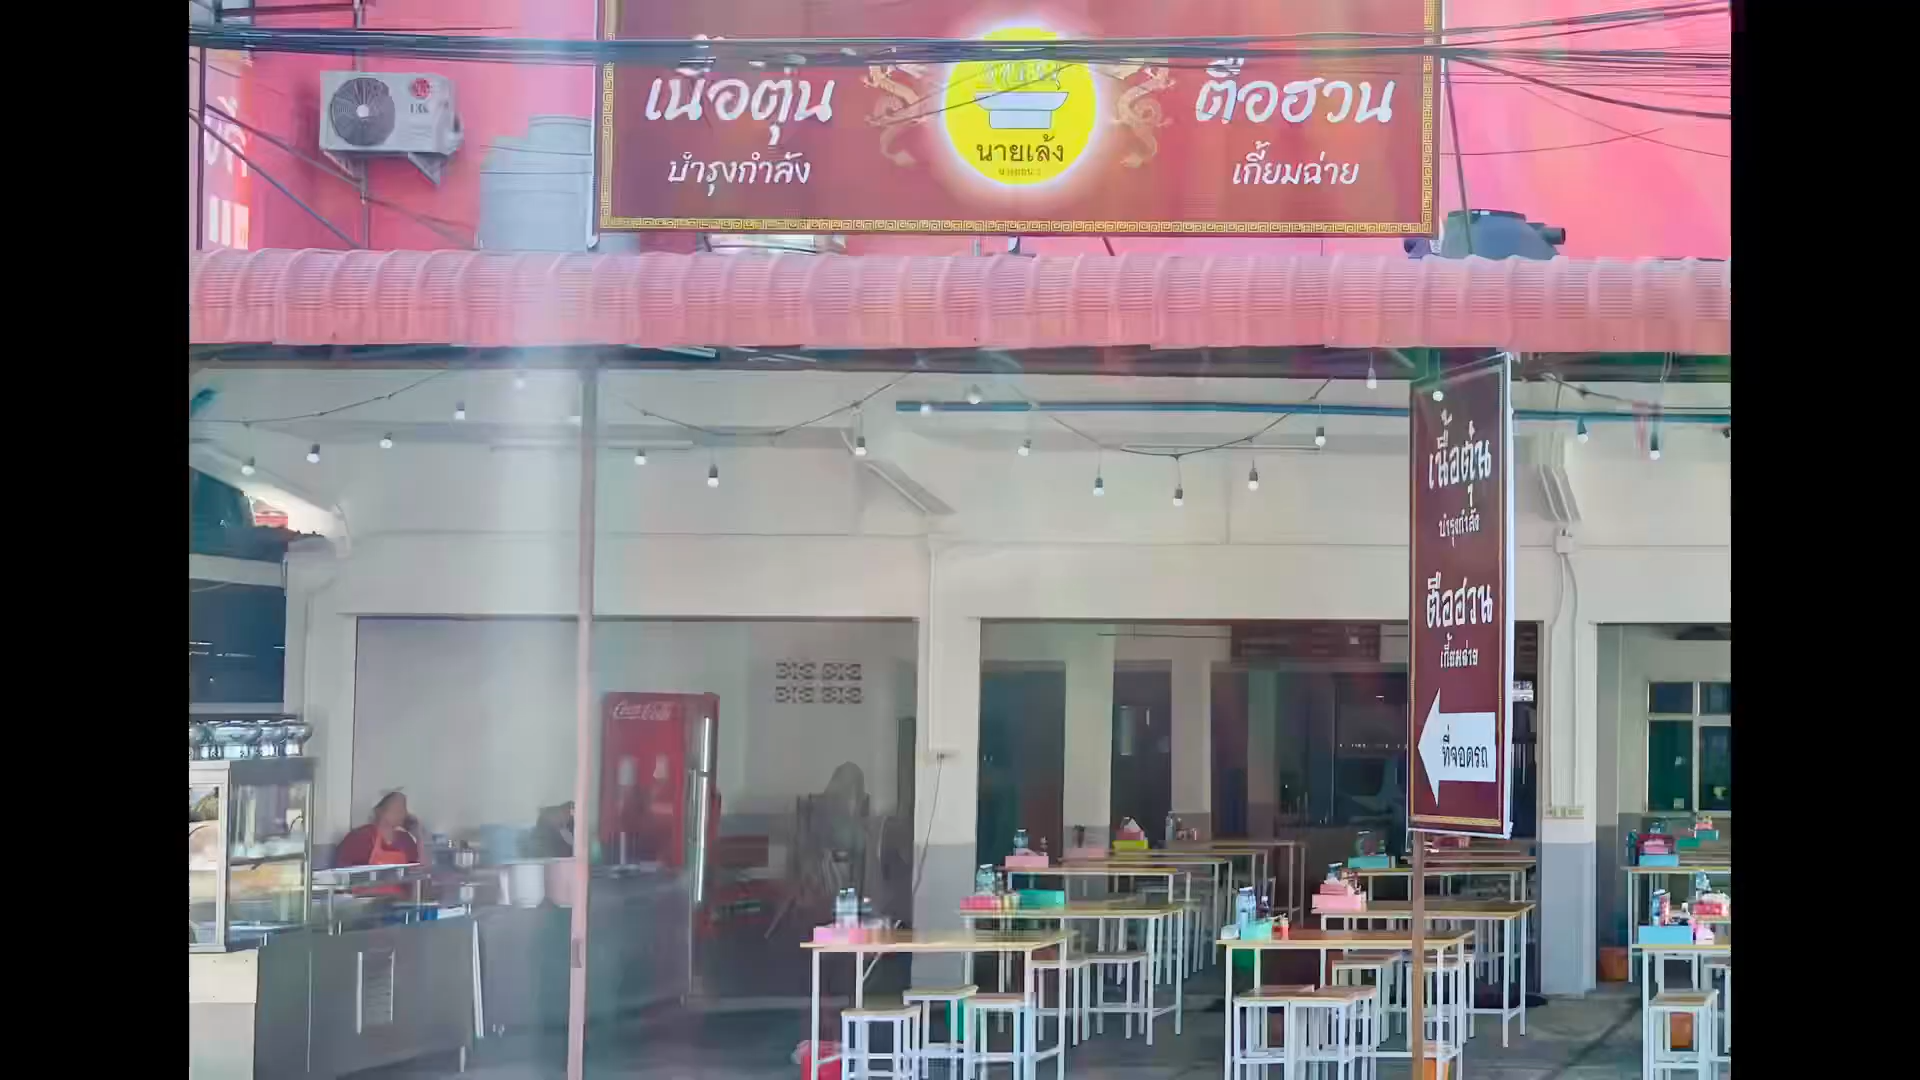 เนื้อตุ๋น
บำรุงกำลัง
นายเล้ง
ตือฮวน
เกี้ยมฉ่าย
เนื้อตุ๋น
บำรุงกำลัง
ตือฮวน
เกี้ยมฉ่าย
ที่จอดรถ
Coca-Cola